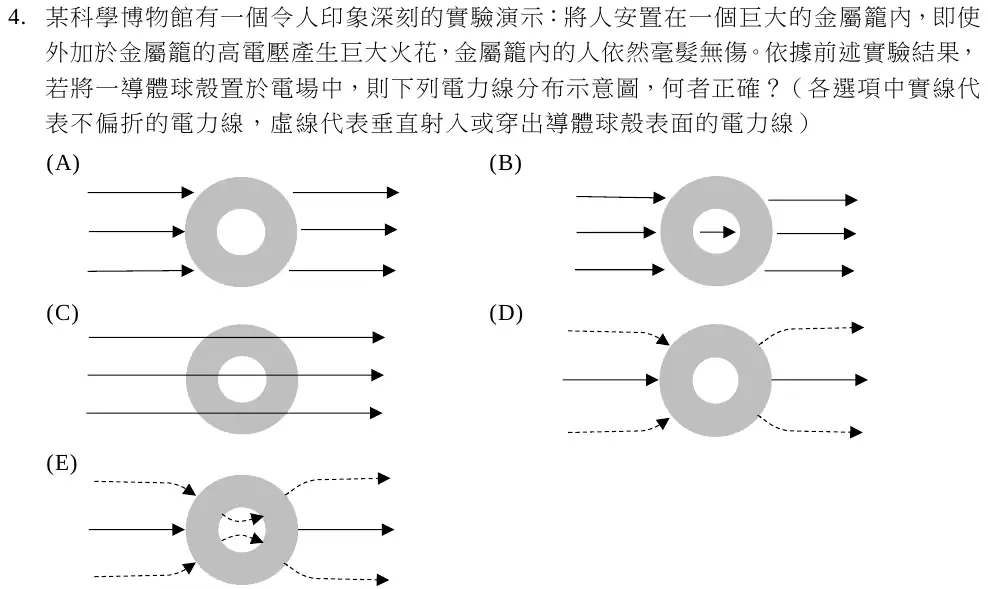 4. 某科學博物館有一個令人印象深刻的實驗演示：將人安置在一個巨大的金屬籠內，即使
外加於金屬籠的高電壓產生巨大火花，金屬籠內的人依然毫髮無傷。依據前述實驗結果，
若將一導體球殼置於電場中，則下列電力線分布示意圖，何者正確？（各選項中實線代
表不偏折的電力線，虛線代表垂直射入或穿出導體球殼表面的電力線）
(A)
(B)
(C)
(D)
(E)